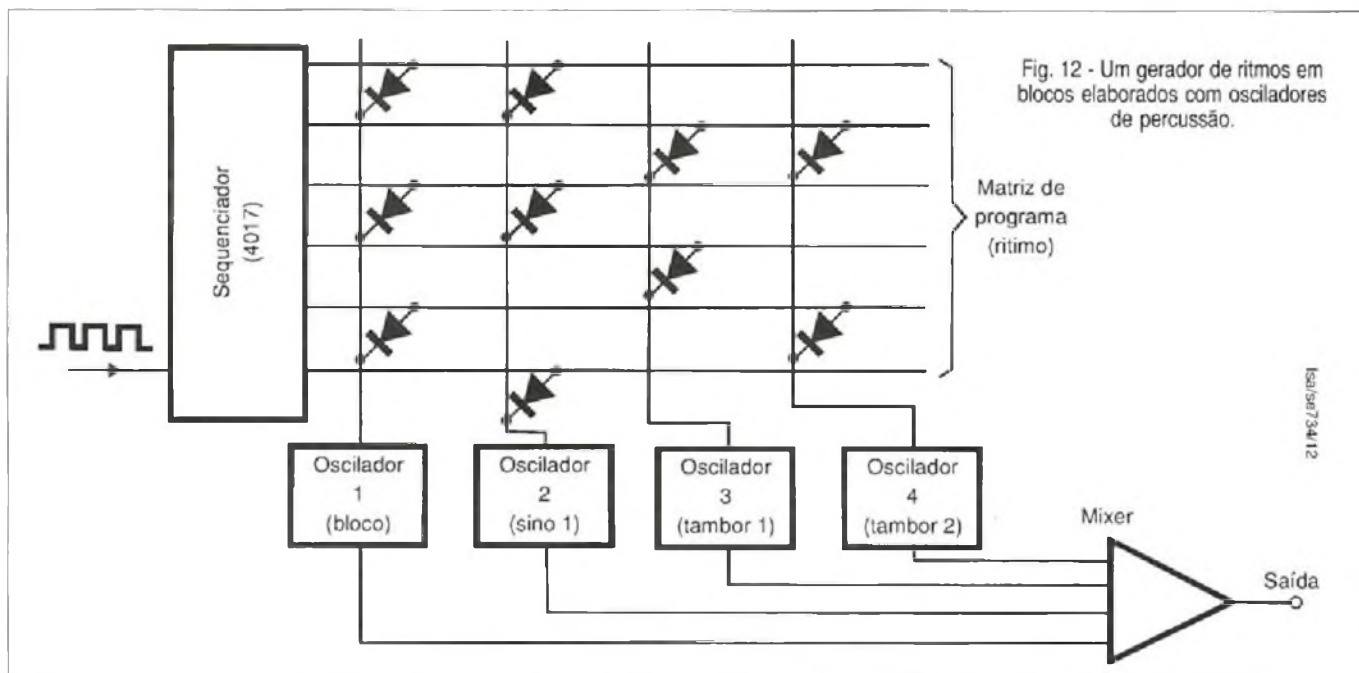 Fig. 12 - Um gerador de ritmos em
blocos elaborados com osciladores
de percussão.
Sequenciador
(4017)
Matriz de
programa
(ritimo)
lsa/se734/12
Oscilador
1
(bloco)
Oscilador
2
(sino 1)
Oscilador
3
(tambor 1)
Oscilador
4
(tambor 2)
Mixer
Saída